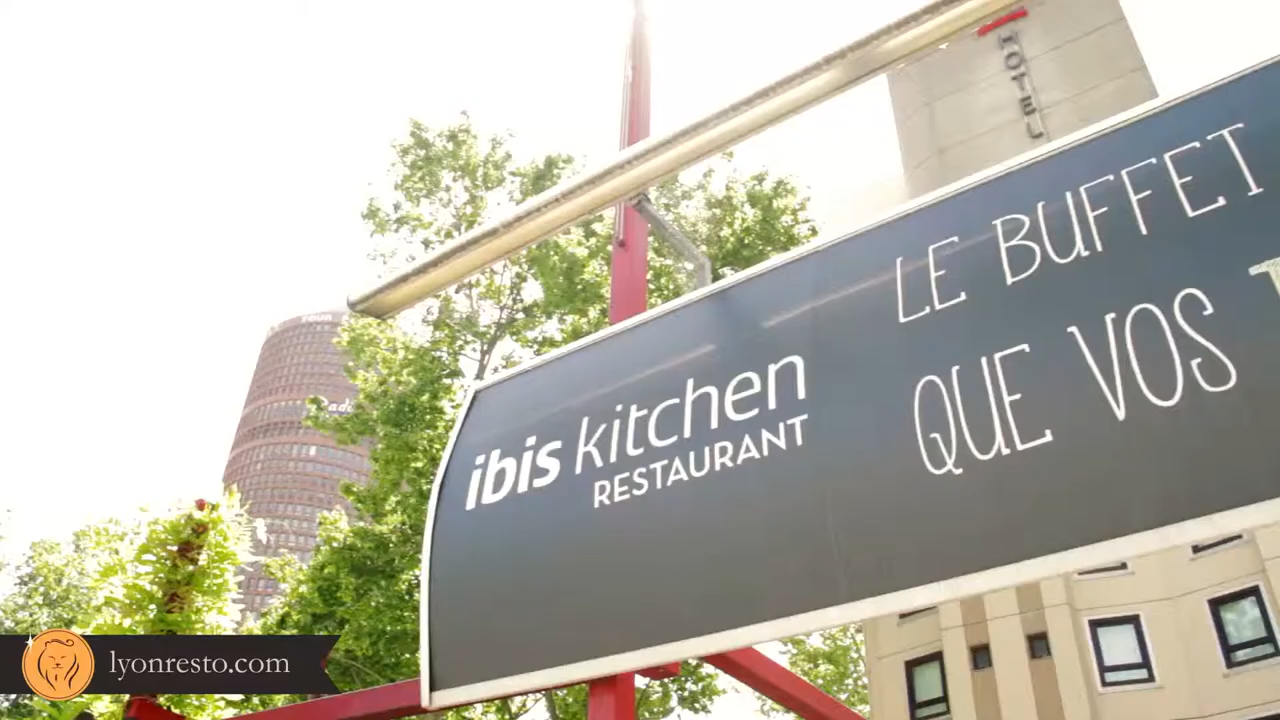 HOTEL
LE BUFFET
QUE VOS
ibis kitchen
RESTAURANT
lyonresto.com